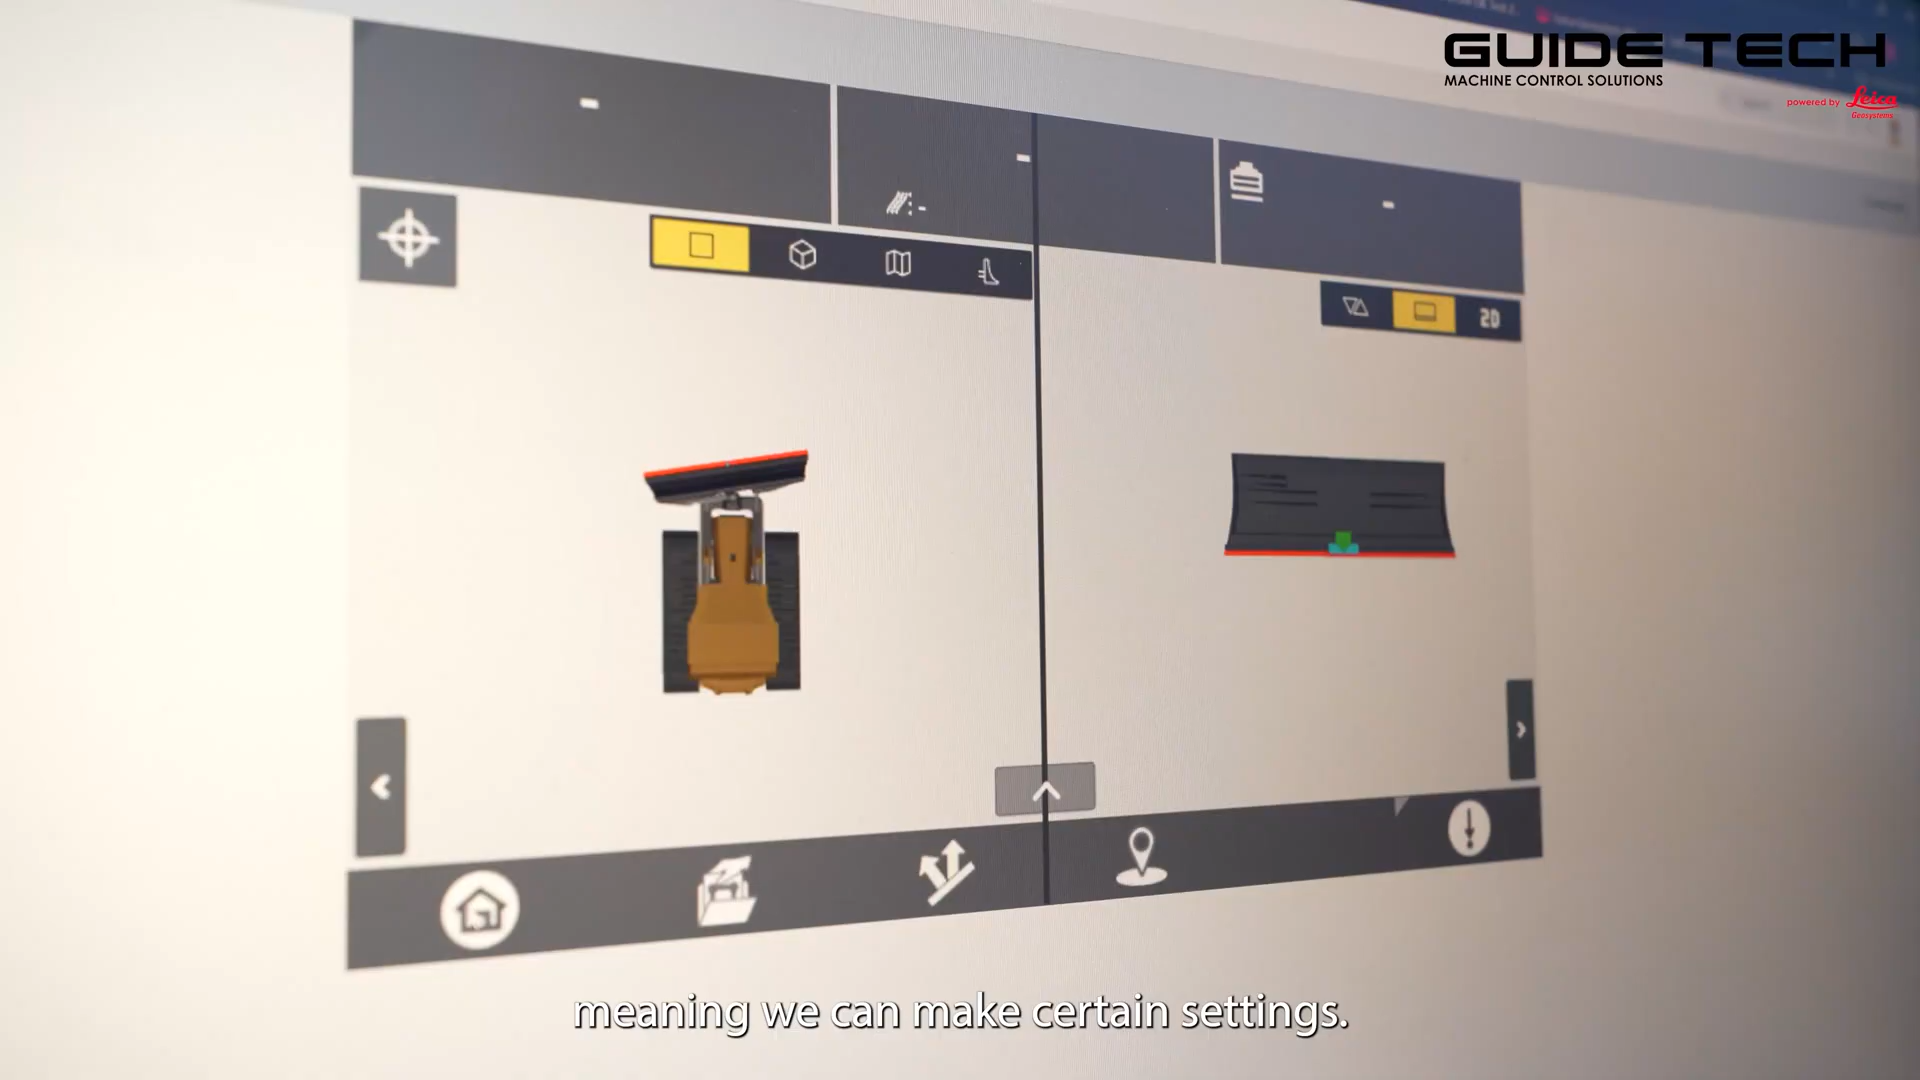 GUIDE TECH
MACHINE CONTROL SOLUTIONS
powered by Leica
Geosystems
2D
meaning we can make certain settings.